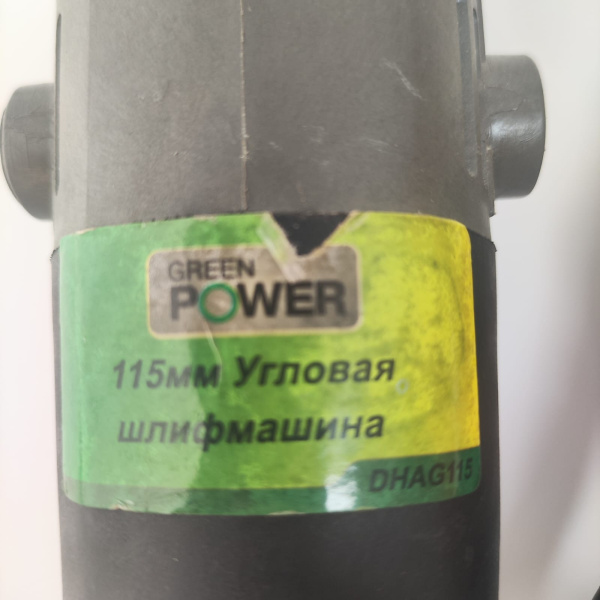 GREEN
POWER
115мм Угловая
шлифмашина
DHAG115